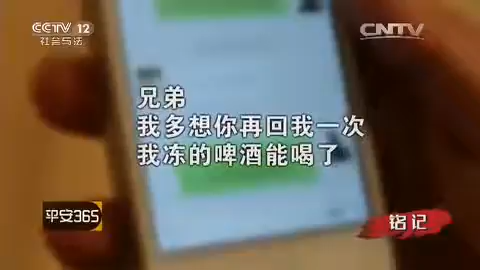 CCTV 12
社会与法
CNTV
兄弟
我多想你再回我一次
我冻的啤酒能喝了
平安365
铭记